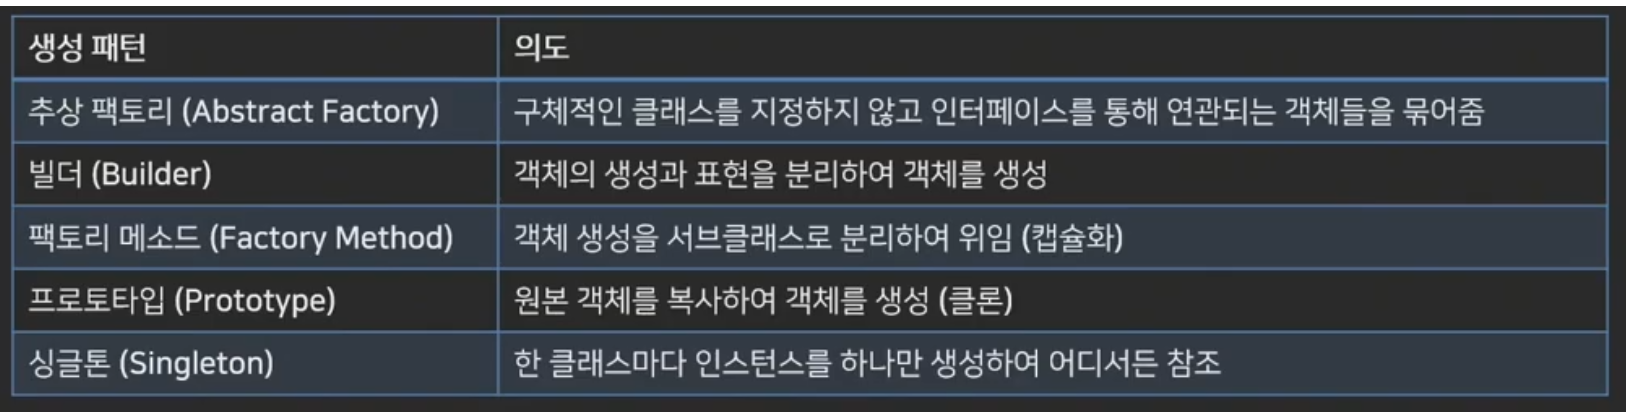 생성 패턴 의도
추상 팩토리 (Abstract Factory) 구체적인 클래스를 지정하지 않고 인터페이스를 통해 연관되는 객체들을 묶어줌
빌더 (Builder) 객체의 생성과 표현을 분리하여 객체를 생성
팩토리 메소드 (Factory Method) 객체 생성을 서브클래스로 분리하여 위임 (캡슐화)
프로토타입 (Prototype) 원본 객체를 복사하여 객체를 생성 (클론)
싱글톤 (Singleton) 한 클래스마다 인스턴스를 하나만 생성하여 어디서든 참조